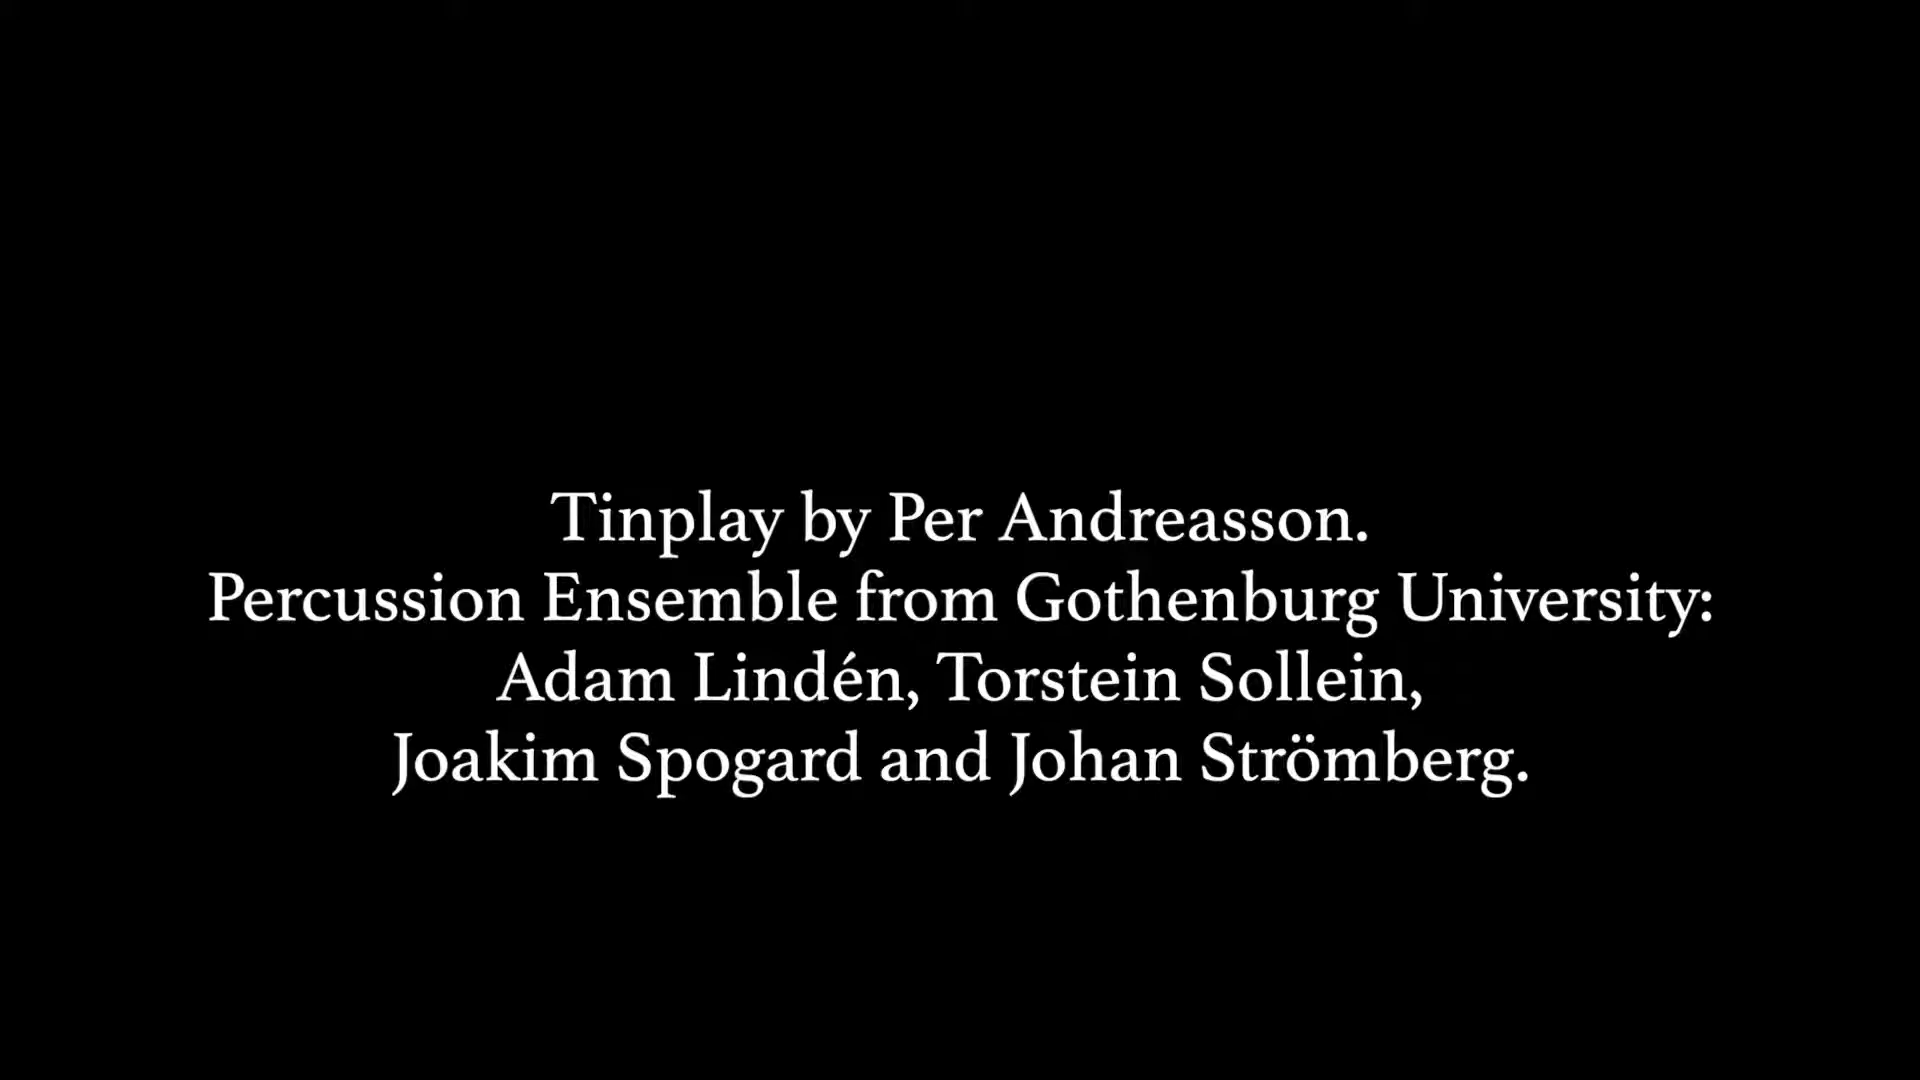 Tinplay by Per Andreasson.
Percussion Ensemble from Gothenburg University:
Adam Lindén, Torstein Sollein,
Joakim Spogard and Johan Strömberg.